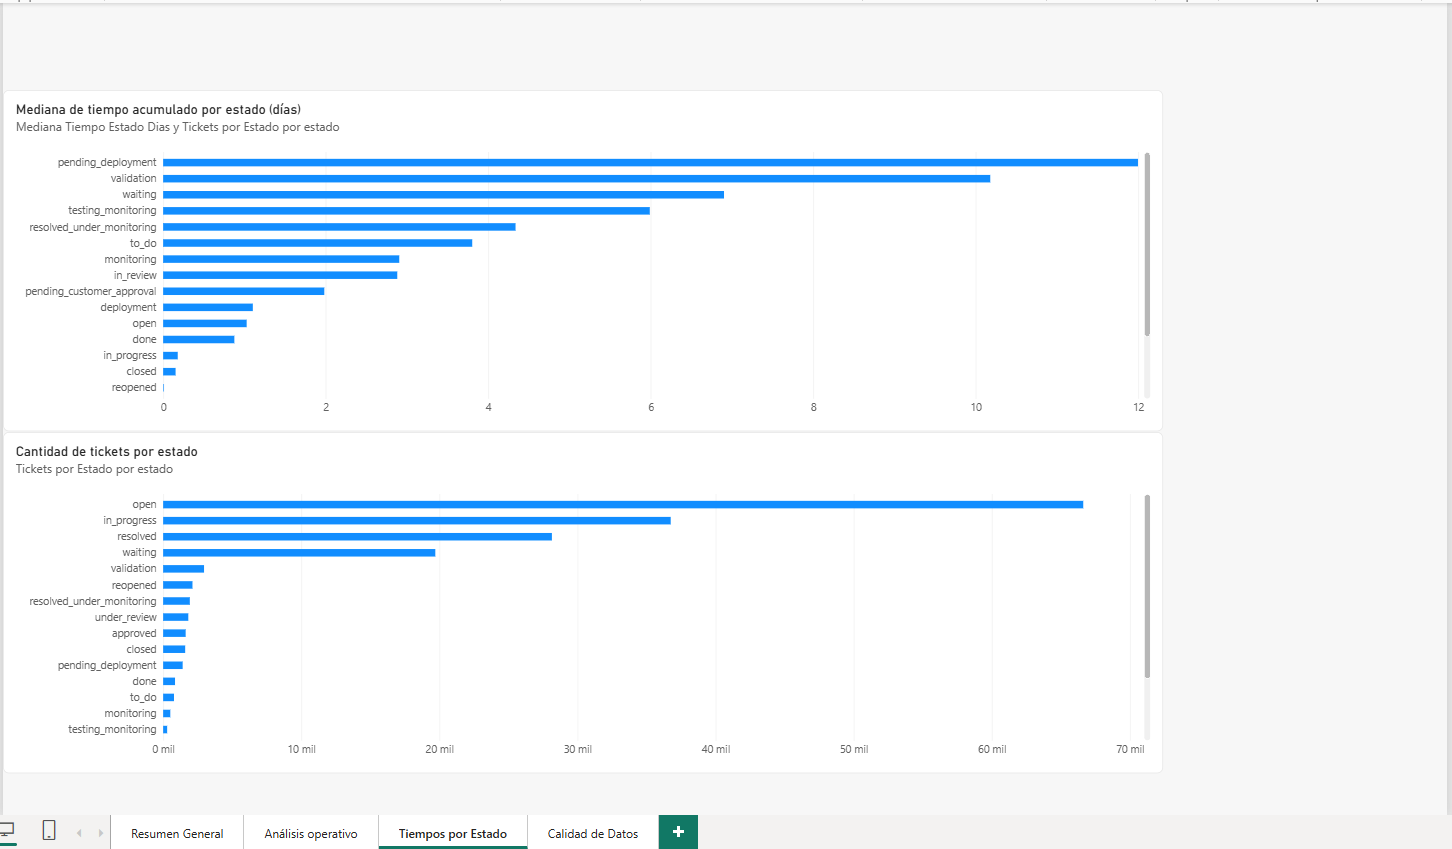 Mediana de tiempo acumulado por estado (días)
Mediana Tiempo Estado Dias y Tickets por Estado por estado
pending_deployment
validation
waiting
testing_monitoring
resolved_under_monitoring
to_do
monitoring
in_review
pending_customer_approval
deployment
open
done
in_progress
closed
reopened
0 2 4 6 8 10 12
Cantidad de tickets por estado
Tickets por Estado por estado
open
in_progress
resolved
waiting
validation
reopened
resolved_under_monitoring
under_review
approved
closed
pending_deployment
done
to_do
monitoring
testing_monitoring
0 mil 10 mil 20 mil 30 mil 40 mil 50 mil 60 mil 70 mil
Resumen General Análisis operativo Tiempos por Estado Calidad de Datos +